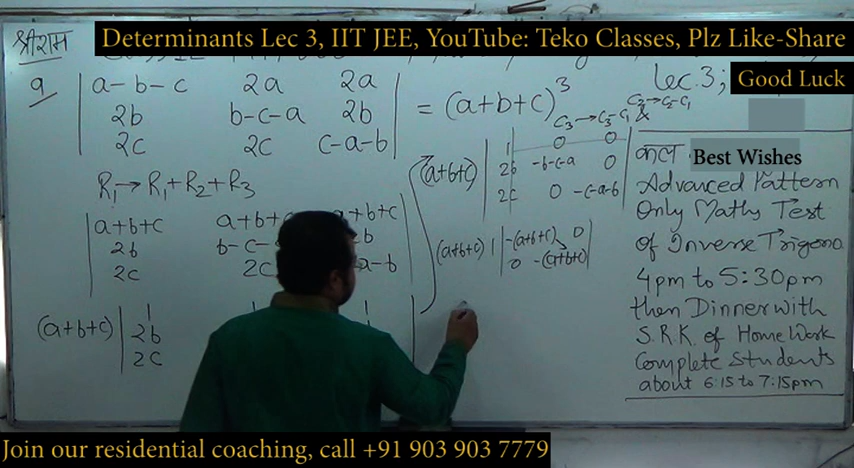 Determinants Lec 3, IIT JEE, YouTube: Teko Classes, Plz Like-Share
श्रीराम
lec.3;
Good Luck
Q
| a-b-c 2a 2a |
| 2b b-c-a 2b | = (a+b+c)³
| 2c 2c c-a-b |
R₁→R₁+R₂+R₃
| a+b+c a+b+ a+b+c |
| 2b b-c- b |
| 2c 2c a-b |
(a+b+c) | 1 1 1
2b
2c
C₃→C₃-C₁ &
C₂→C₂-C₁
(a+b+c) | 1 0 0 |
| 2b -b-c-a 0 |
| 2c 0 -c-a-b |
(a+b+c) 1 | -(a+b+c) 0 |
| 0 -(a+b+c) |
कल
Best Wishes
Advanced Pattern
Only Maths Test
of Inverse Trigono
4pm to 5:30pm
then Dinner with
S.R.K. of Home Work
Complete Students
about 6:15 to 7:15pm
Join our residential coaching, call +91 903 903 7779